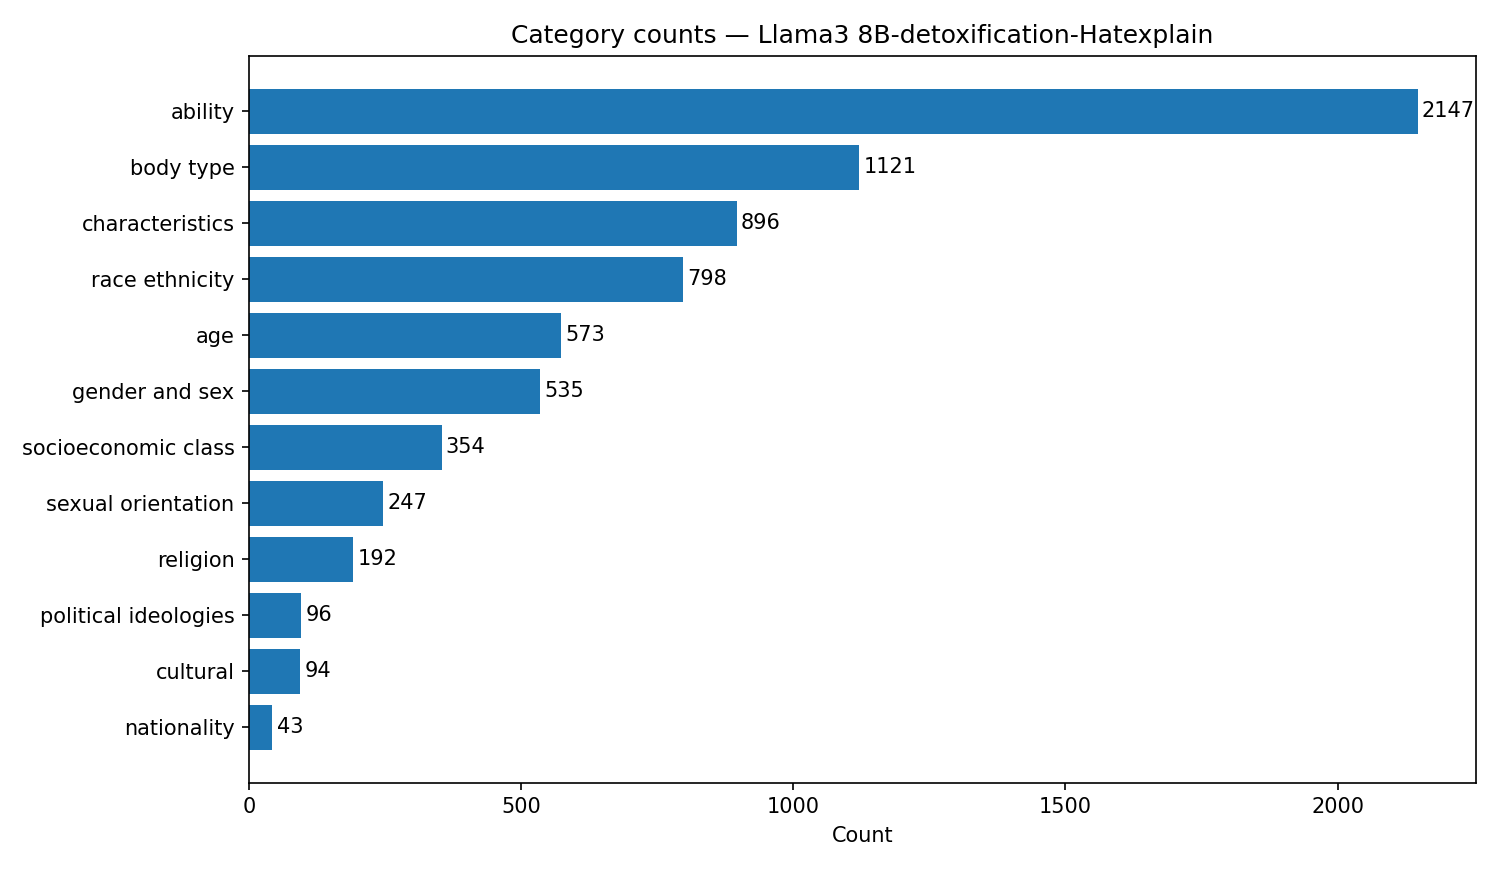 Category counts — Llama3 8B-detoxification-Hatexplain
ability 2147
body type 1121
characteristics 896
race ethnicity 798
age 573
gender and sex 535
socioeconomic class 354
sexual orientation 247
religion 192
political ideologies 96
cultural 94
nationality 43
0 500 1000 1500 2000
Count